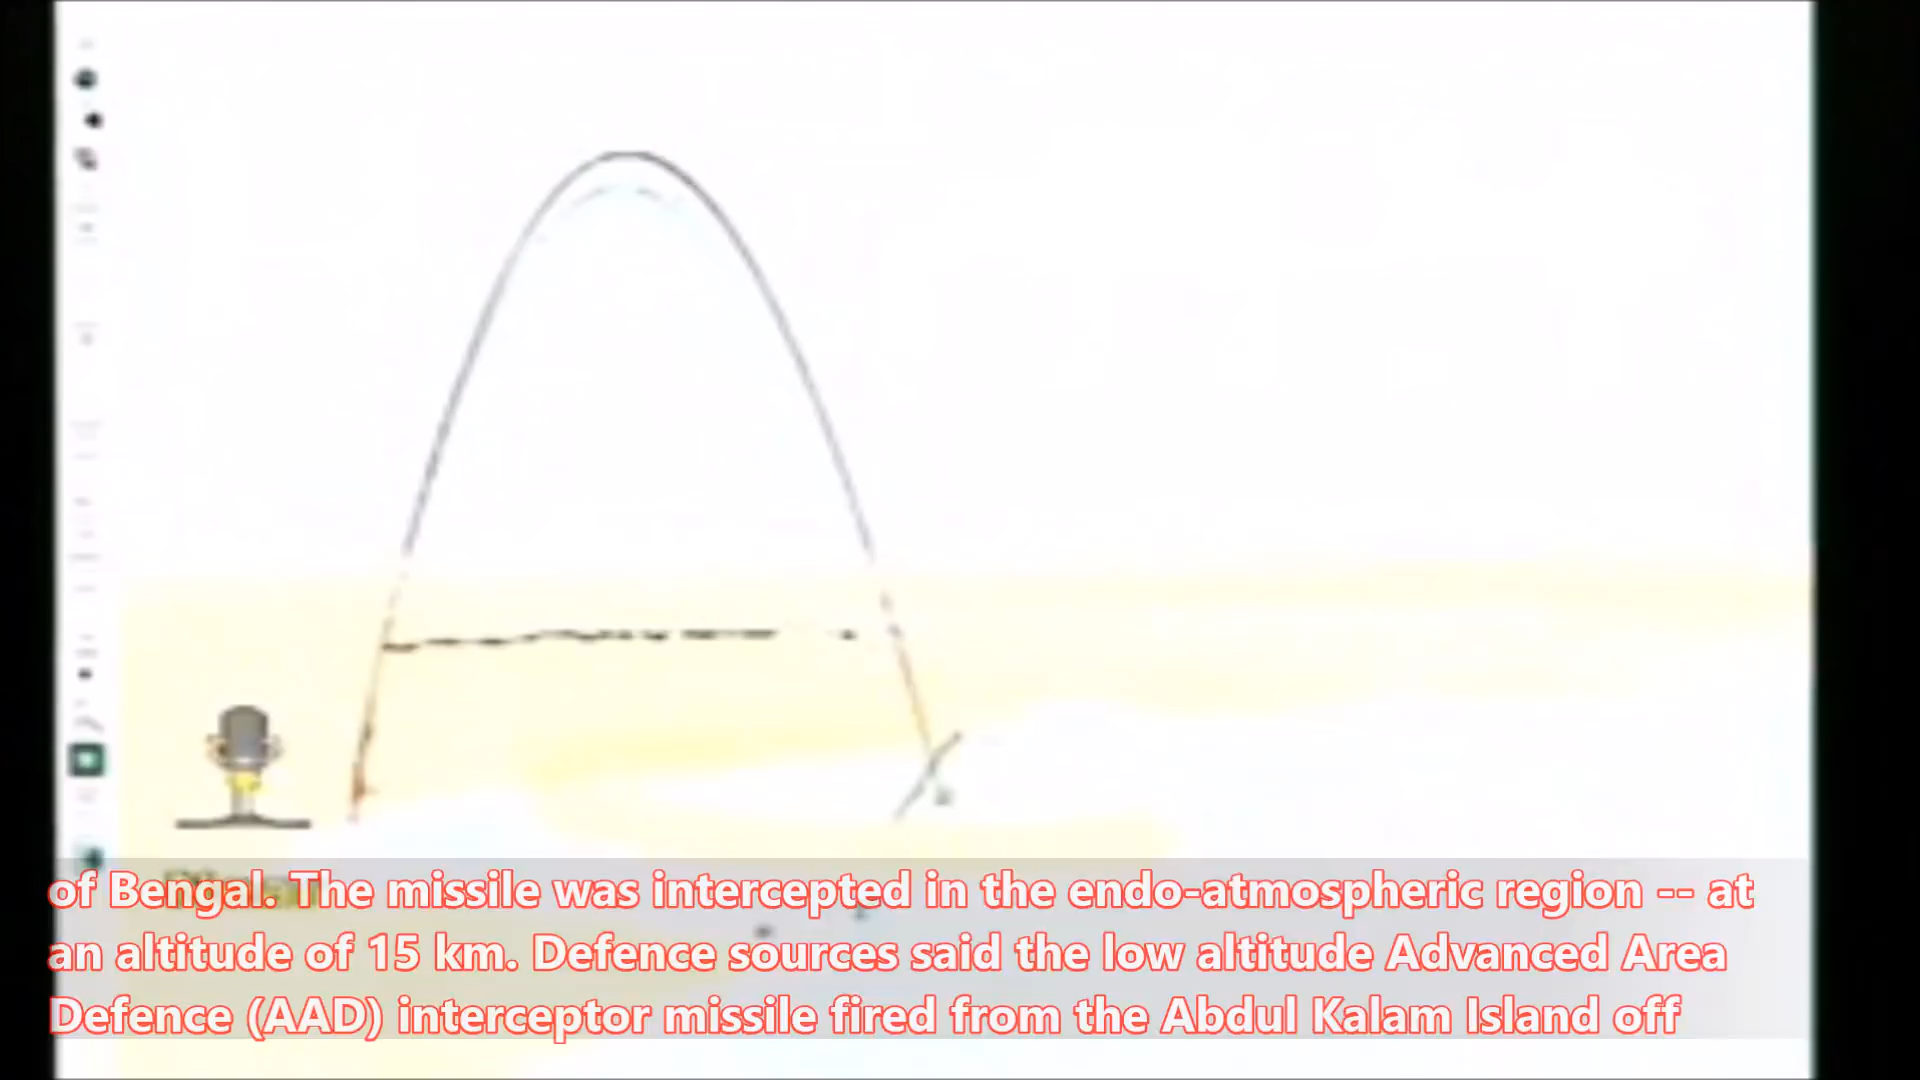 of Bengal. The missile was intercepted in the endo-atmospheric region -- at
an altitude of 15 km. Defence sources said the low altitude Advanced Area
Defence (AAD) interceptor missile fired from the Abdul Kalam Island off